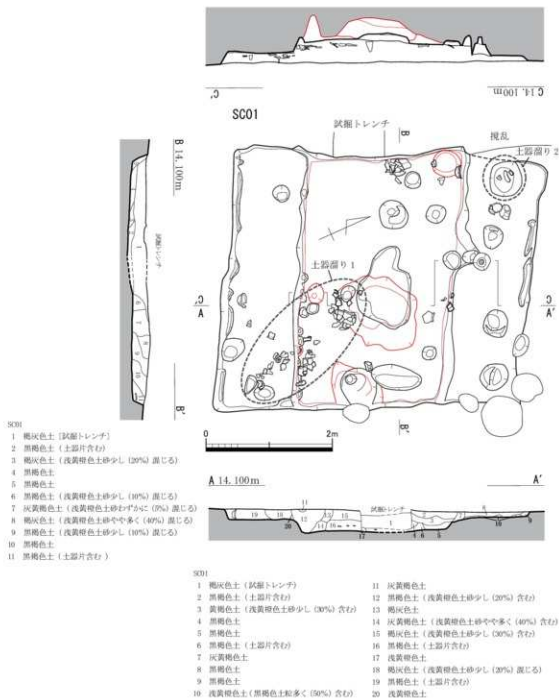 C'
C 14.100m
SC01
試掘トレンチ
B
攪乱
土器溜り 2
B 14.100m
試掘トレンチ
土器溜り 1
C'
A
C
A'
B'
B'
0 2m
SC01
1 褐灰色土［試掘トレンチ］
2 黒褐色土（土器片含む）
3 褐灰色土（浅黄橙色土砂少し（20%）混じる）
4 黒褐色土
5 黒褐色土
6 黒褐色土（浅黄橙色土砂少し（10%）混じる）
7 灰黄褐色土（浅黄橙色土砂わずかに（5%）混じる）
8 褐灰色土（浅黄橙色土砂やや多く（40%）混じる）
9 黒褐色土（浅黄橙色土砂少し（10%）混じる）
10 黒褐色土
11 黒褐色土（土器片含む）
A 14.100m
A'
試掘トレンチ
SC01
1 褐灰色土（試掘トレンチ）
2 黒褐色土（土器片含む）
3 黄褐色土（浅黄橙色土砂少し（30%）含む）
4 黒褐色土
5 黒褐色土
6 黒褐色土（土器片含む）
7 灰黄褐色土
8 黒褐色土
9 黒褐色土
10 浅黄橙色土（黒褐色土粒多く（50%）含む）
11 灰黄褐色土
12 黒褐色土（浅黄橙色土砂少し（20%）含む）
13 褐灰色土
14 灰黄褐色土（浅黄橙色土砂やや多く（40%）含む）
15 褐灰色土（浅黄橙色土砂少し（30%）含む）
16 黒褐色土（土器片含む）
17 浅黄橙色土
18 褐灰色土（浅黄橙色土砂少し（20%）混じる）
19 黒褐色土（土器片含む）
20 浅黄橙色土